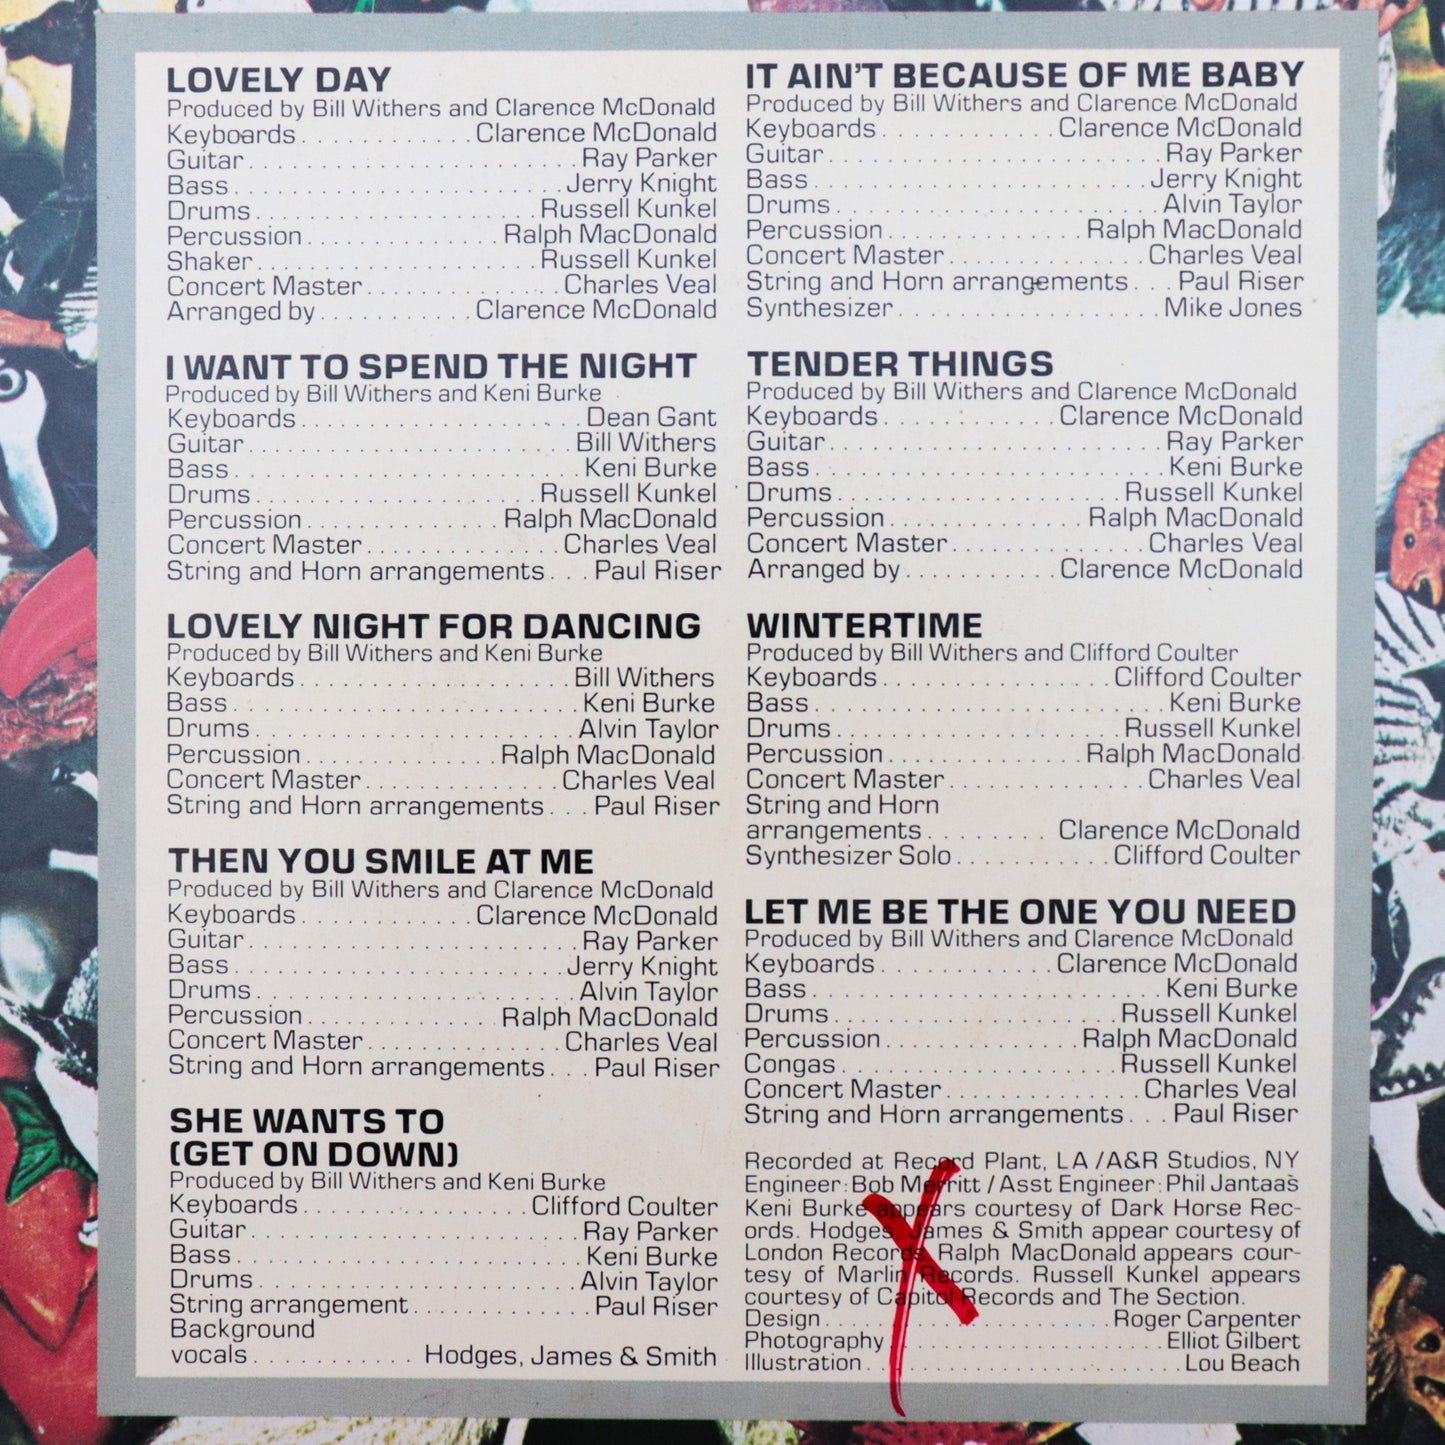 LOVELY DAY
Produced by Bill Withers and Clarence McDonald
Keyboards . . . . . . . . . . . . . Clarence McDonald
Guitar . . . . . . . . . . . . . . . . . . . . . . . . . Ray Parker
Bass . . . . . . . . . . . . . . . . . . . . . . . . . Jerry Knight
Drums . . . . . . . . . . . . . . . . . . . . . Russell Kunkel
Percussion . . . . . . . . . . . . . . Ralph MacDonald
Shaker . . . . . . . . . . . . . . . . . . . . . Russell Kunkel
Concert Master . . . . . . . . . . . . . . . Charles Veal
Arranged by . . . . . . . . . . . . Clarence McDonald
I WANT TO SPEND THE NIGHT
Produced by Bill Withers and Keni Burke
Keyboards . . . . . . . . . . . . . . . . . . . . . Dean Gant
Guitar . . . . . . . . . . . . . . . . . . . . . . . . . Bill Withers
Bass . . . . . . . . . . . . . . . . . . . . . . . . . . Keni Burke
Drums . . . . . . . . . . . . . . . . . . . . . Russell Kunkel
Percussion . . . . . . . . . . . . . . Ralph MacDonald
Concert Master . . . . . . . . . . . . . . . Charles Veal
String and Horn arrangements . . . Paul Riser
LOVELY NIGHT FOR DANCING
Produced by Bill Withers and Keni Burke
Keyboards . . . . . . . . . . . . . . . . . . . . Bill Withers
Bass . . . . . . . . . . . . . . . . . . . . . . . . . . Keni Burke
Drums . . . . . . . . . . . . . . . . . . . . . . . . Alvin Taylor
Percussion . . . . . . . . . . . . . . Ralph MacDonald
Concert Master . . . . . . . . . . . . . . . Charles Veal
String and Horn arrangements . . . Paul Riser
THEN YOU SMILE AT ME
Produced by Bill Withers and Clarence McDonald
Keyboards . . . . . . . . . . . . . Clarence McDonald
Guitar . . . . . . . . . . . . . . . . . . . . . . . . . Ray Parker
Bass . . . . . . . . . . . . . . . . . . . . . . . . . Jerry Knight
Drums . . . . . . . . . . . . . . . . . . . . . . . . Alvin Taylor
Percussion . . . . . . . . . . . . . . Ralph MacDonald
Concert Master . . . . . . . . . . . . . . . Charles Veal
String and Horn arrangements . . . Paul Riser
SHE WANTS TO
(GET ON DOWN)
Produced by Bill Withers and Keni Burke
Keyboards . . . . . . . . . . . . . . . . . Clifford Coulter
Guitar . . . . . . . . . . . . . . . . . . . . . . . . . Ray Parker
Bass . . . . . . . . . . . . . . . . . . . . . . . . . . Keni Burke
Drums . . . . . . . . . . . . . . . . . . . . . . . . Alvin Taylor
String arrangement . . . . . . . . . . . . . . Paul Riser
Background
vocals . . . . . . . . . . . . Hodges, James & Smith
IT AIN'T BECAUSE OF ME BABY
Produced by Bill Withers and Clarence McDonald
Keyboards . . . . . . . . . . . . . Clarence McDonald
Guitar . . . . . . . . . . . . . . . . . . . . . . . . . Ray Parker
Bass . . . . . . . . . . . . . . . . . . . . . . . . . Jerry Knight
Drums . . . . . . . . . . . . . . . . . . . . . . . . Alvin Taylor
Percussion . . . . . . . . . . . . . . . Ralph MacDonald
Concert Master . . . . . . . . . . . . . . . Charles Veal
String and Horn arrangements . . . Paul Riser
Synthesizer . . . . . . . . . . . . . . . . . . . . Mike Jones
TENDER THINGS
Produced by Bill Withers and Clarence McDonald
Keyboards . . . . . . . . . . . . . Clarence McDonald
Guitar . . . . . . . . . . . . . . . . . . . . . . . . . Ray Parker
Bass . . . . . . . . . . . . . . . . . . . . . . . . . . Keni Burke
Drums . . . . . . . . . . . . . . . . . . . . . Russell Kunkel
Percussion . . . . . . . . . . . . . . Ralph MacDonald
Concert Master . . . . . . . . . . . . . . . Charles Veal
Arranged by . . . . . . . . . . . . Clarence McDonald
WINTERTIME
Produced by Bill Withers and Clifford Coulter
Keyboards . . . . . . . . . . . . . . . . . Clifford Coulter
Bass . . . . . . . . . . . . . . . . . . . . . . . . . . Keni Burke
Drums . . . . . . . . . . . . . . . . . . . . . Russell Kunkel
Percussion . . . . . . . . . . . . . . Ralph MacDonald
Concert Master . . . . . . . . . . . . . . . Charles Veal
String and Horn
arrangements . . . . . . . . . Clarence McDonald
Synthesizer Solo . . . . . . . . . . . . Clifford Coulter
LET ME BE THE ONE YOU NEED
Produced by Bill Withers and Clarence McDonald
Keyboards . . . . . . . . . . . . . Clarence McDonald
Bass . . . . . . . . . . . . . . . . . . . . . . . . . . Keni Burke
Drums . . . . . . . . . . . . . . . . . . . . . Russell Kunkel
Percussion . . . . . . . . . . . . . . Ralph MacDonald
Congas . . . . . . . . . . . . . . . . . . . . . Russell Kunkel
Concert Master . . . . . . . . . . . . . . . Charles Veal
String and Horn arrangements . . . Paul Riser
Recorded at Record Plant, LA/A&R Studios, NY
Engineer: Bob Merritt / Asst Engineer: Phil Jantaas
Keni Burke appears courtesy of Dark Horse Rec-
ords. Hodges, James & Smith appear courtesy of
London Records. Ralph MacDonald appears cour-
tesy of Marlin Records. Russell Kunkel appears
courtesy of Capitol Records and The Section.
Design . . . . . . . . . . . . . . . . . . . . . . Roger Carpenter
Photography . . . . . . . . . . . . . . . . . . . . . Elliot Gilbert
Illustration . . . . . . . . . . . . . . . . . . . . . . . . Lou Beach